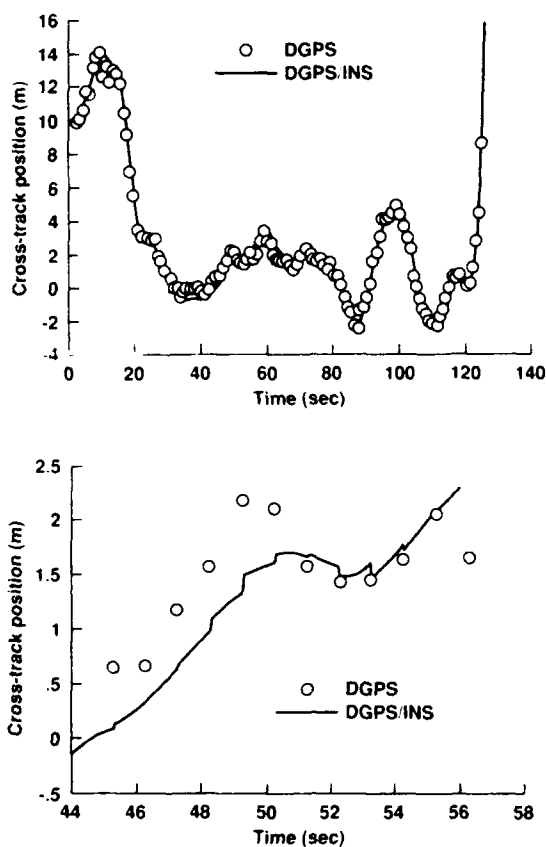 16
14
12
10
8
6
4
2
0
-2
-4
Cross-track position (m)
DGPS
DGPS/INS
0 20 40 60 80 100 120 140
Time (sec)
2.5
2
1.5
1
.5
0
-.5
Cross-track position (m)
DGPS
DGPS/INS
44 46 48 50 52 54 56 58
Time (sec)